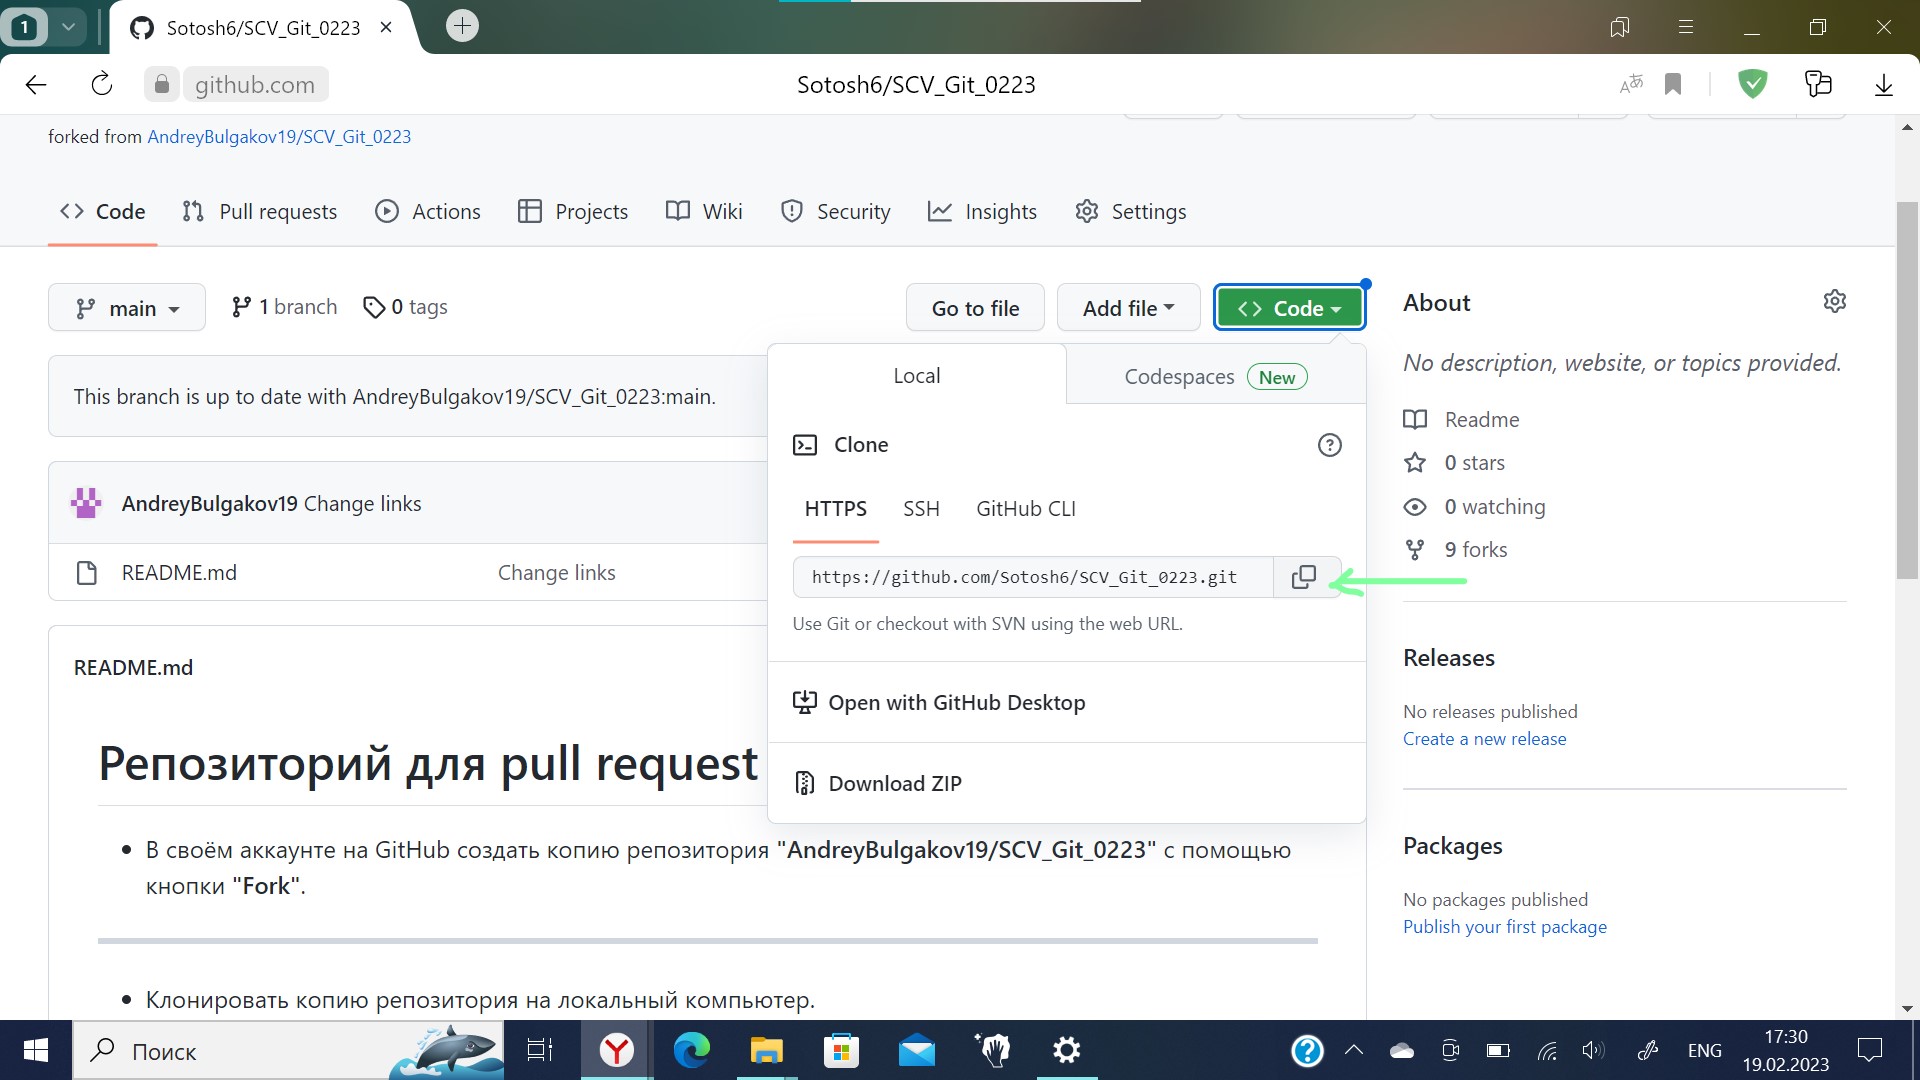 1
Sotosh6/SCV_Git_0223
github.com
Sotosh6/SCV_Git_0223
forked from AndreyBulgakov19/SCV_Git_0223
Code Pull requests Actions Projects Wiki Security Insights Settings
main 1 branch 0 tags Go to file Add file Code
This branch is up to date with AndreyBulgakov19/SCV_Git_0223:main.
AndreyBulgakov19 Change links
README.md Change links
Local Codespaces New
Clone
HTTPS SSH GitHub CLI
https://github.com/Sotosh6/SCV_Git_0223.git
Use Git or checkout with SVN using the web URL.
Open with GitHub Desktop
Download ZIP
README.md
Репозиторий для pull request
В своём аккаунте на GitHub создать копию репозитория "AndreyBulgakov19/SCV_Git_0223" с помощью
кнопки "Fork".
Клонировать копию репозитория на локальный компьютер.
About
No description, website, or topics provided.
Readme
0 stars
0 watching
9 forks
Releases
No releases published
Create a new release
Packages
No packages published
Publish your first package
Поиск
ENG
17:30
19.02.2023